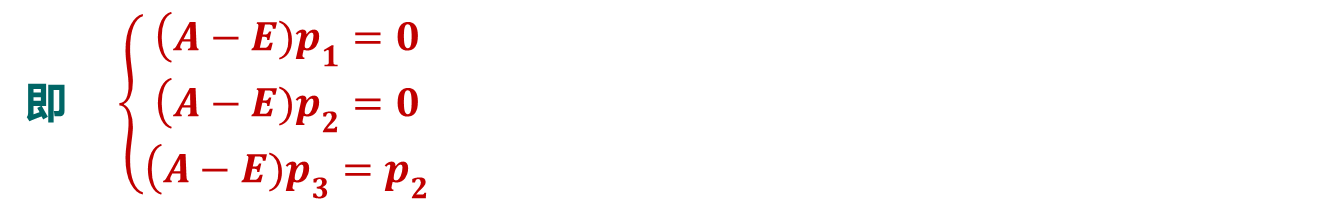 (A − E)p₁ = 0
即 (A − E)p₂ = 0
(A − E)p₃ = p₂